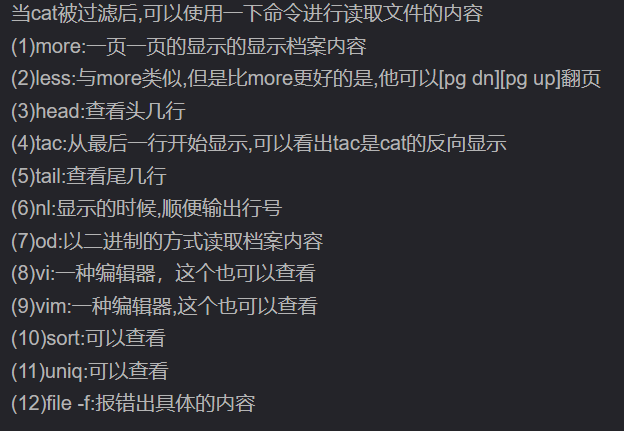 当cat被过滤后,可以使用一下命令进行读取文件的内容
(1)more:一页一页的显示的显示档案内容
(2)less:与more类似,但是比more更好的是,他可以[pg dn][pg up]翻页
(3)head:查看头几行
(4)tac:从最后一行开始显示,可以看出tac是cat的反向显示
(5)tail:查看尾几行
(6)nl:显示的时候,顺便输出行号
(7)od:以二进制的方式读取档案内容
(8)vi:一种编辑器，这个也可以查看
(9)vim:一种编辑器,这个也可以查看
(10)sort:可以查看
(11)uniq:可以查看
(12)file -f:报错出具体的内容